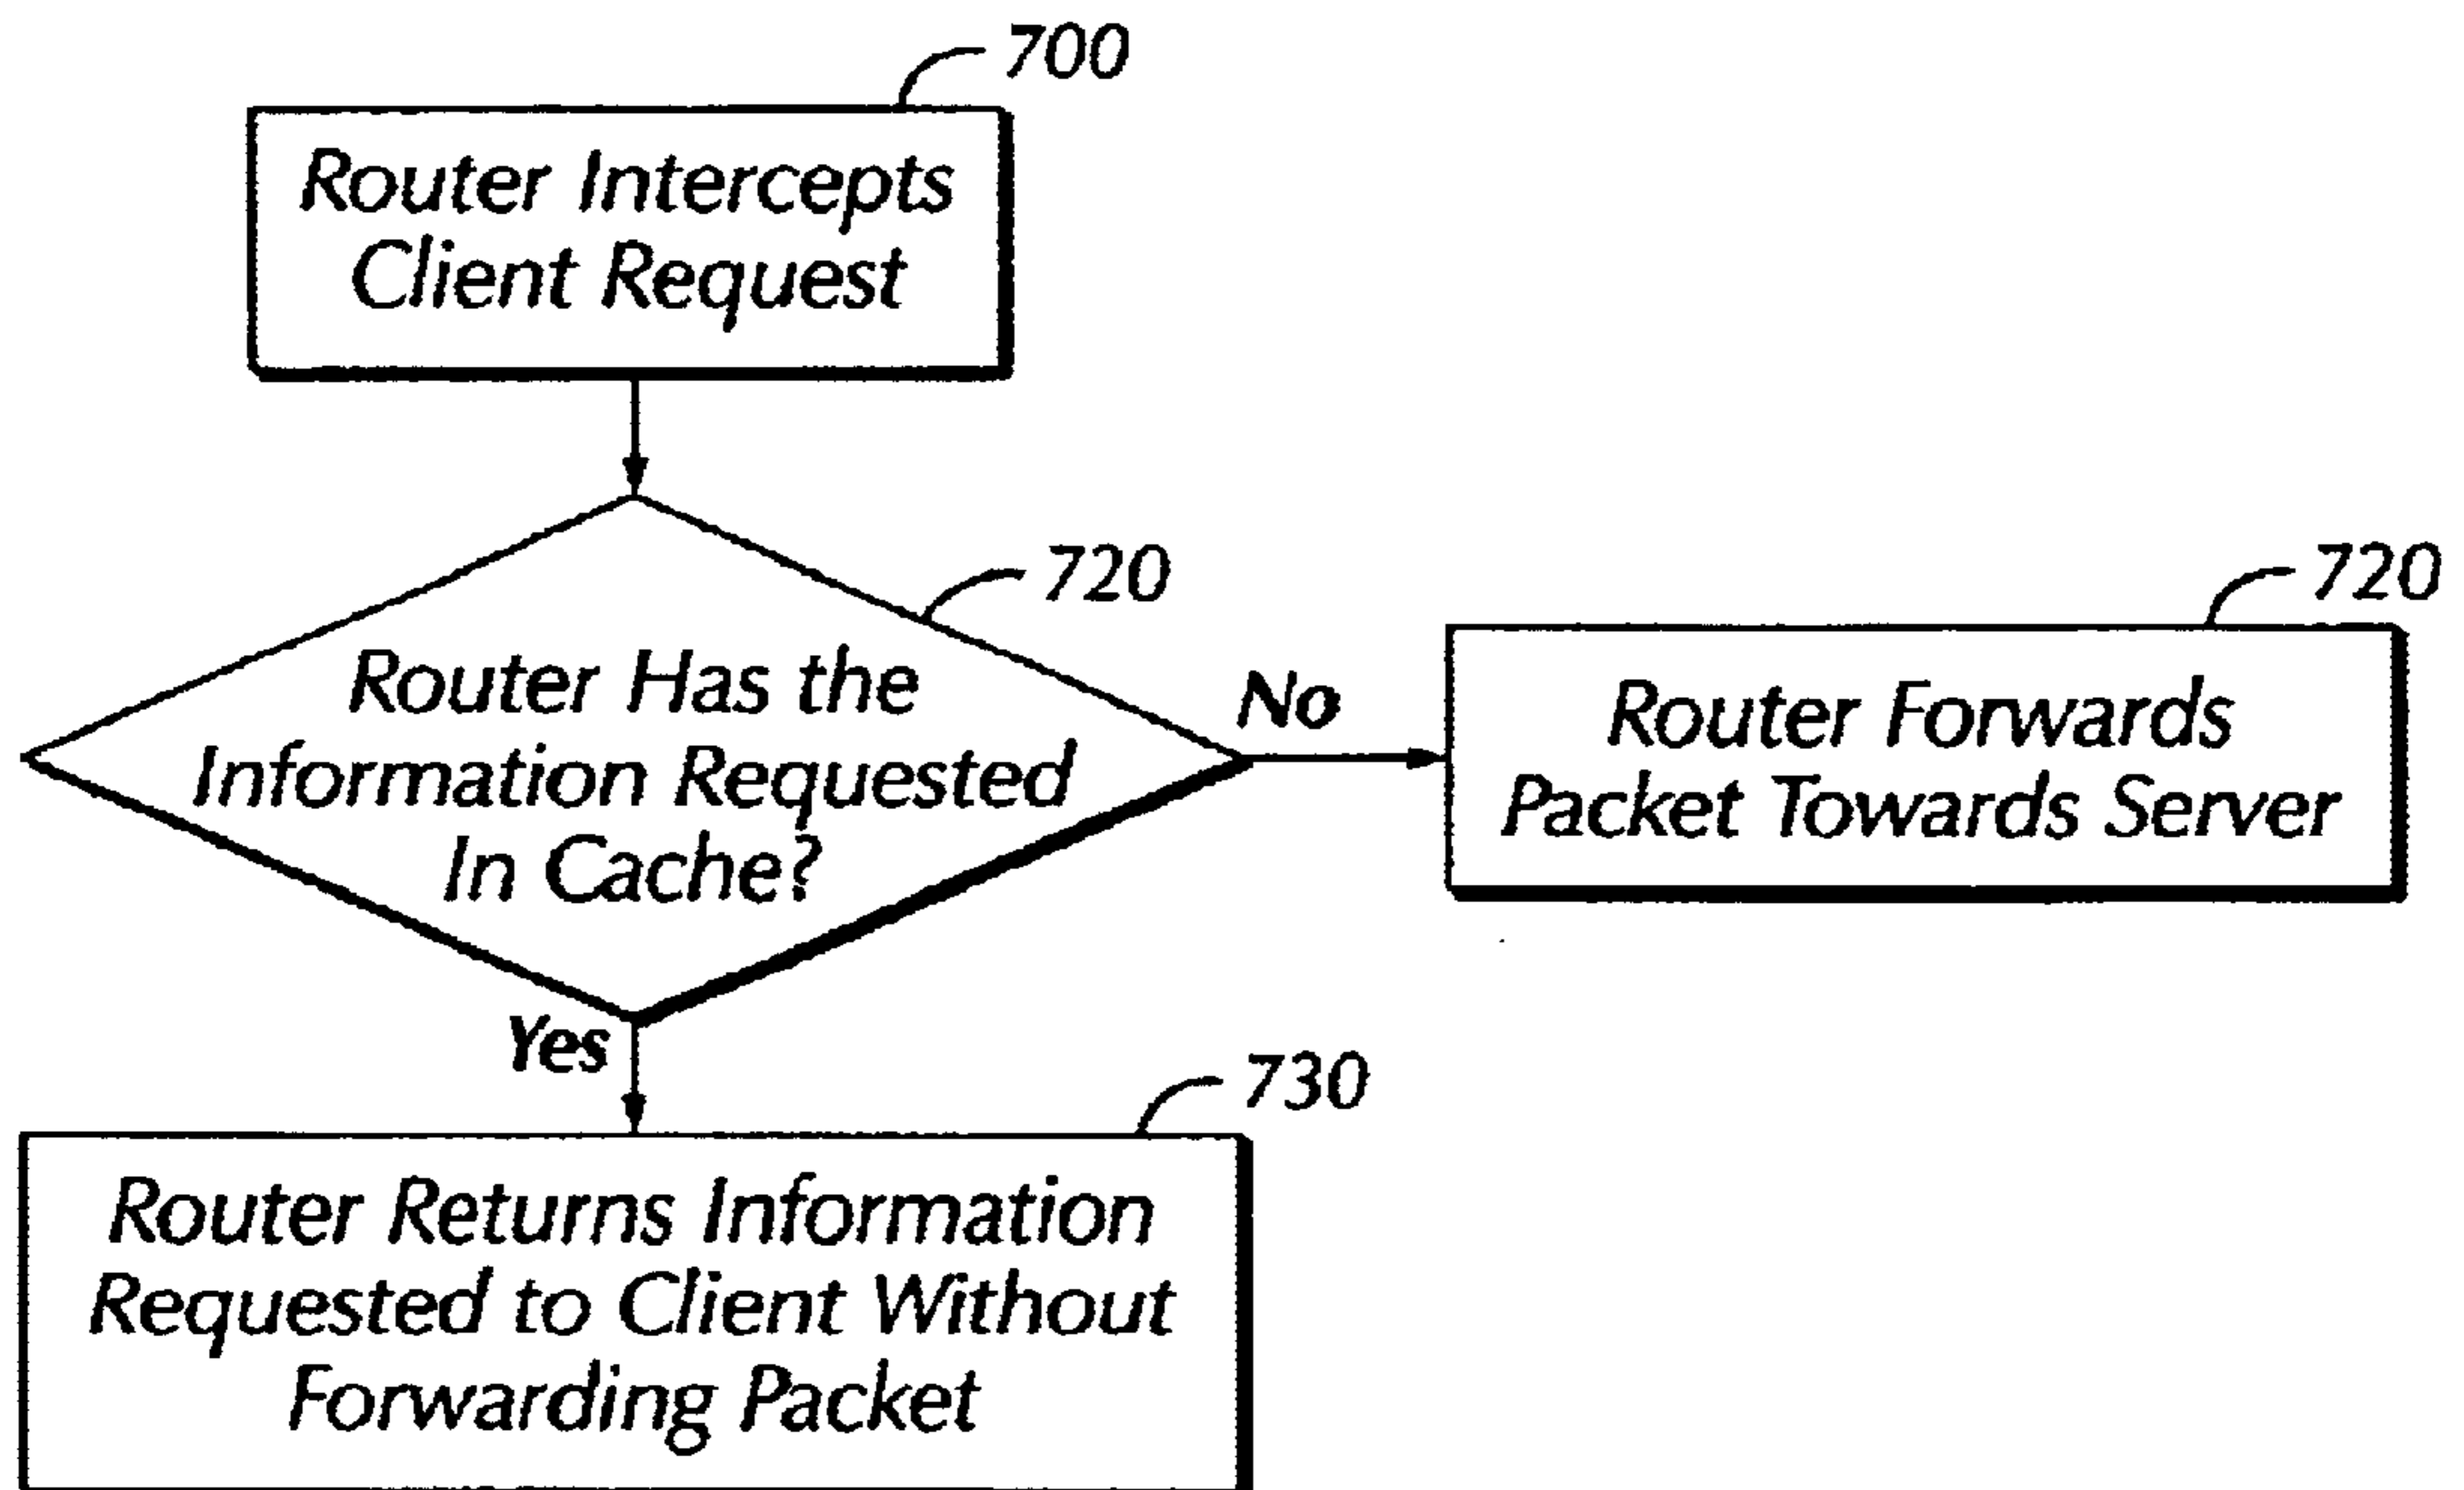 700
Router Intercepts
Client Request
720
Router Has the
Information Requested
In Cache?
No
720
Router Forwards
Packet Towards Server
Yes
730
Router Returns Information
Requested to Client Without
Forwarding Packet